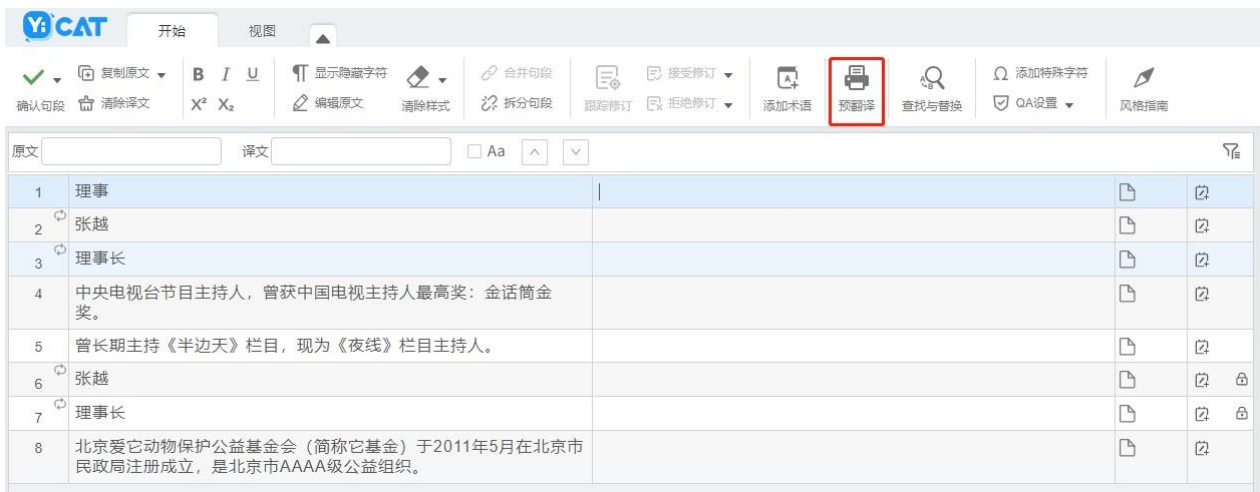 YiCAT 开始 视图
复制原文 B I U 显示隐藏字符 合并句段 接受修订
确认句段 清除译文 X² X₂ 编辑原文 清除样式 拆分句段 跟踪修订 拒绝修订 添加术语 预翻译 查找与替换 Ω 添加特殊字符 QA设置 风格指南
原文 译文 Aa
1 理事
2 张越
3 理事长
4 中央电视台节目主持人，曾获中国电视主持人最高奖：金话筒金
奖。
5 曾长期主持《半边天》栏目，现为《夜线》栏目主持人。
6 张越
7 理事长
8 北京爱它动物保护公益基金会（简称它基金）于2011年5月在北京市
民政局注册成立，是北京市AAAA级公益组织。